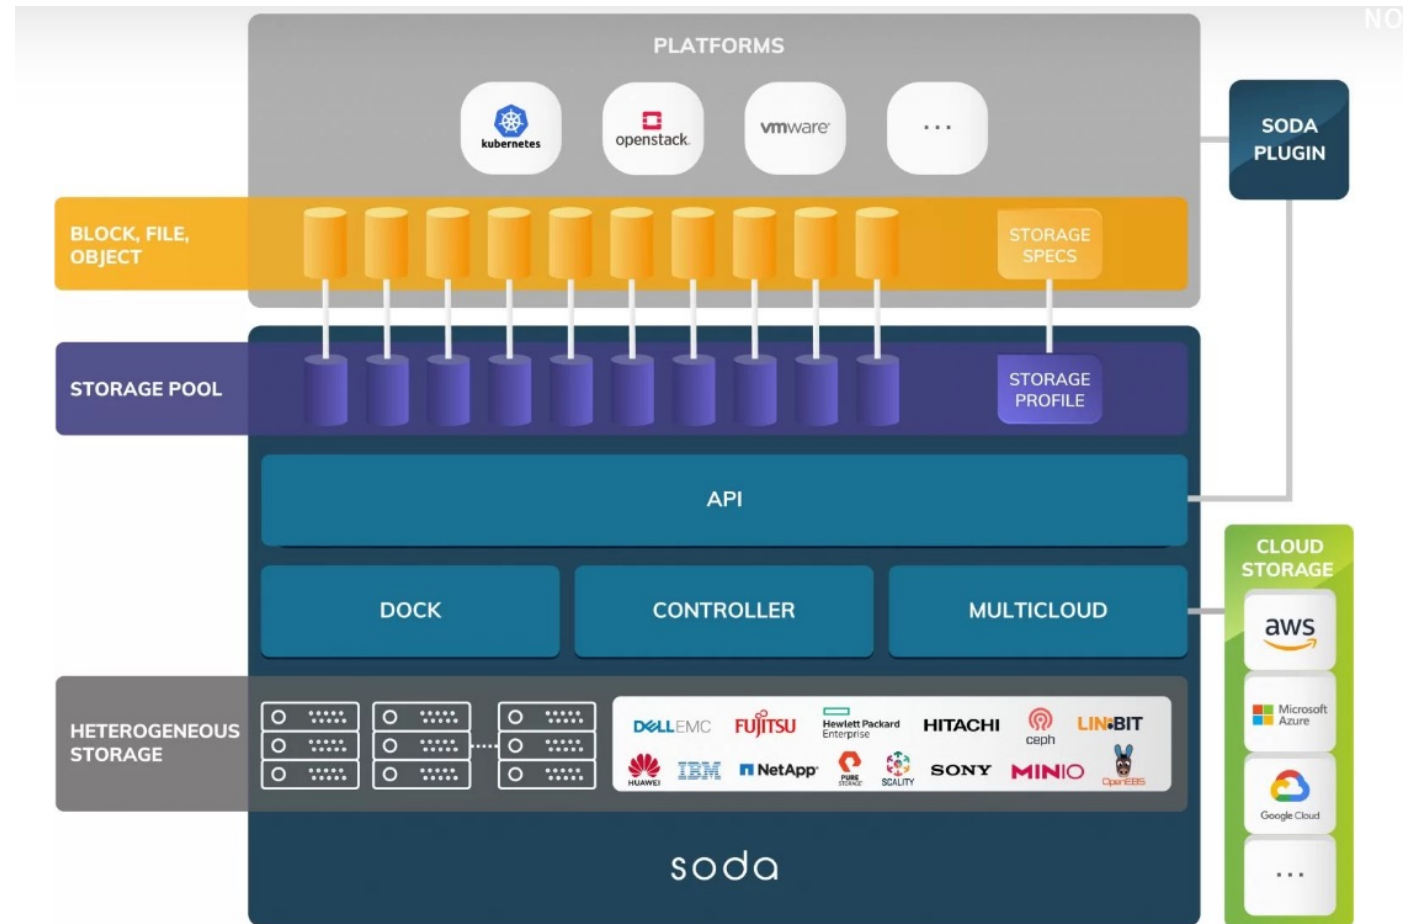 NO
PLATFORMS
kubernetes
openstack.
vmware®
...
SODA
PLUGIN
BLOCK, FILE,
OBJECT
STORAGE
SPECS
STORAGE POOL
STORAGE
PROFILE
API
DOCK
CONTROLLER
MULTICLOUD
CLOUD
STORAGE
aws
Microsoft
Azure
Google Cloud
...
HETEROGENEOUS
STORAGE
DELLEMC
FUJITSU
Hewlett Packard
Enterprise
HITACHI
ceph
LINBIT
HUAWEI
IBM
NetApp
PURE
STORAGE
SCALITY
SONY
MINIO
OpenEBS
soda